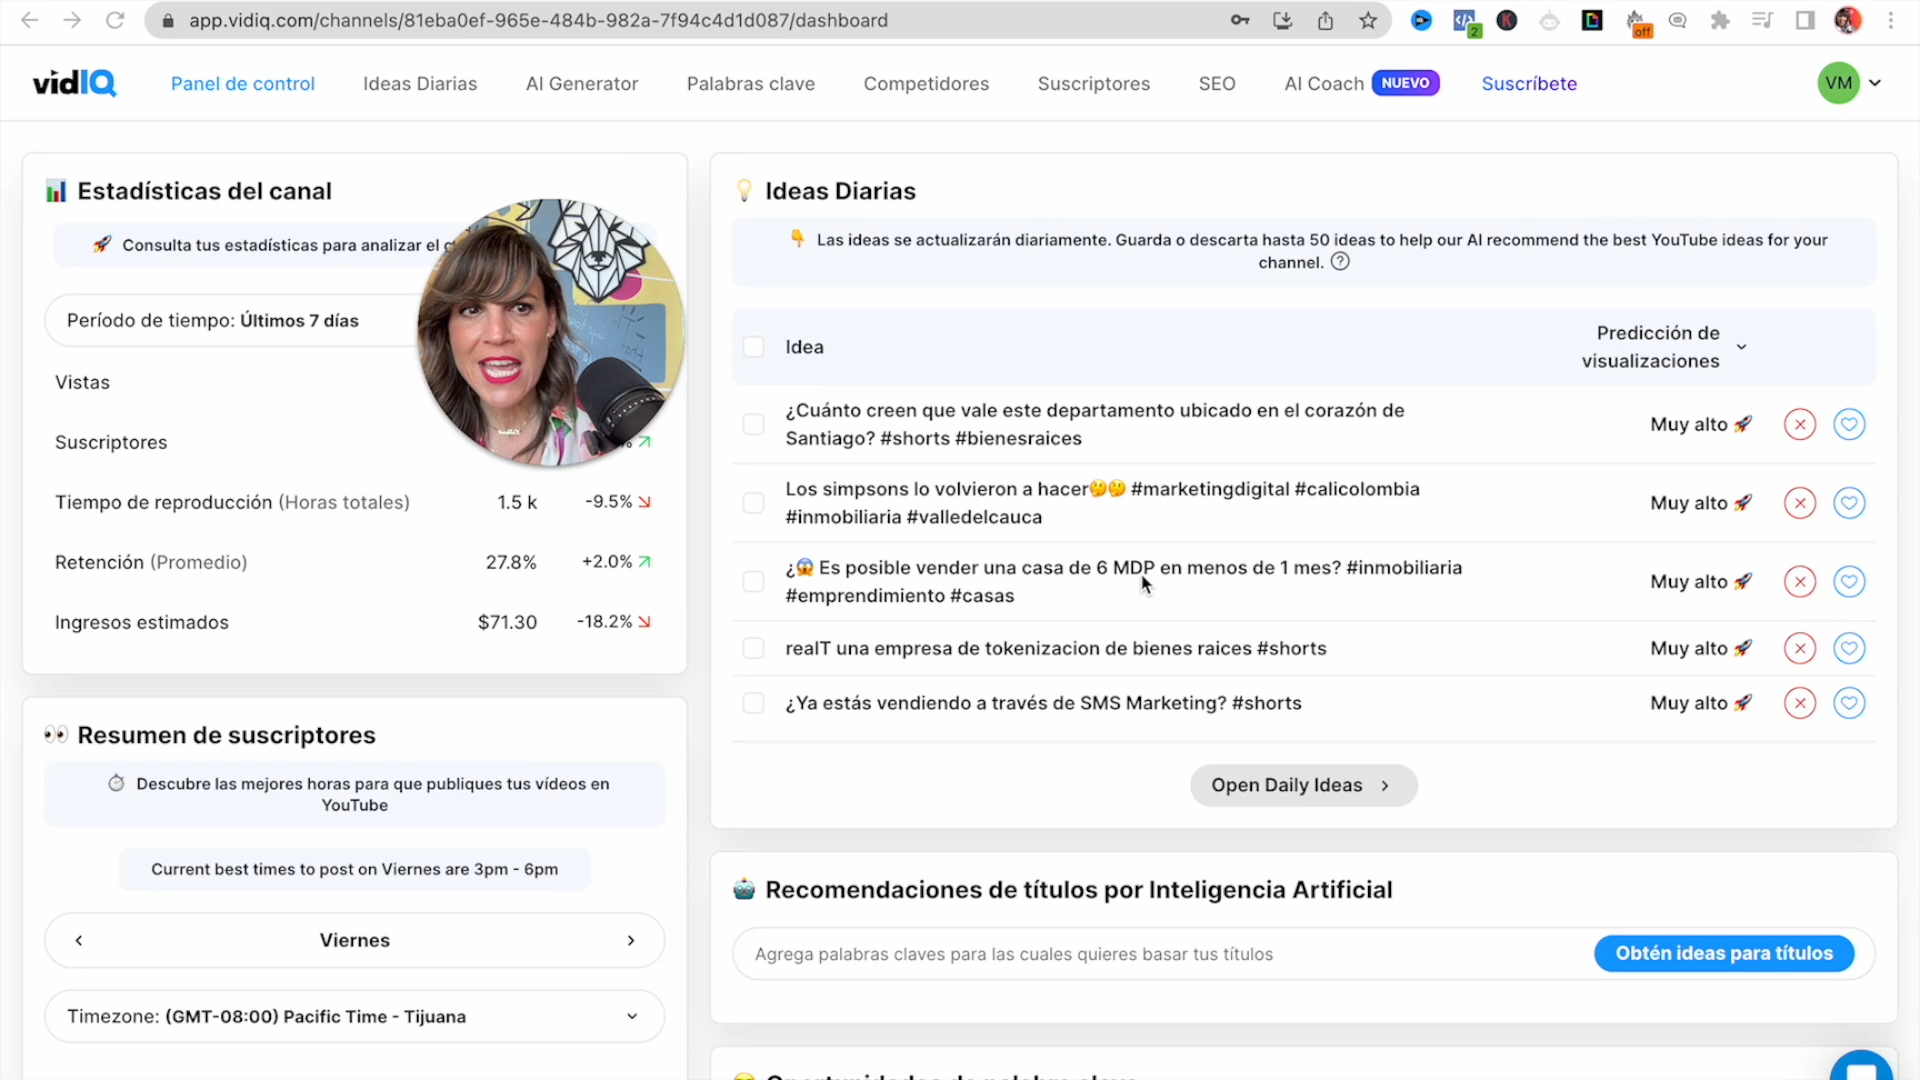 app.vidiq.com/channels/81eba0ef-965e-484b-982a-7f94c4d1d087/dashboard
2
off
vidIQ
Panel de control
Ideas Diarias
AI Generator
Palabras clave
Competidores
Suscriptores
SEO
AI Coach NUEVO
Suscríbete
VM
Estadísticas del canal
Consulta tus estadísticas para analizar el
Período de tiempo: Últimos 7 días
Vistas
Suscriptores
Tiempo de reproducción (Horas totales) 1.5 k -9.5%
Retención (Promedio) 27.8% +2.0%
Ingresos estimados $71.30 -18.2%
Resumen de suscriptores
Descubre las mejores horas para que publiques tus vídeos en
YouTube
Current best times to post on Viernes are 3pm - 6pm
Viernes
Timezone: (GMT-08:00) Pacific Time - Tijuana
Ideas Diarias
Las ideas se actualizarán diariamente. Guarda o descarta hasta 50 ideas to help our AI recommend the best YouTube ideas for your
channel.
Idea
Predicción de
visualizaciones
¿Cuánto creen que vale este departamento ubicado en el corazón de
Santiago? #shorts #bienesraices
Muy alto 🚀
Los simpsons lo volvieron a hacer🤔🤔 #marketingdigital #calicolombia
#inmobiliaria #valledelcauca
Muy alto 🚀
¿😱 Es posible vender una casa de 6 MDP en menos de 1 mes? #inmobiliaria
#emprendimiento #casas
Muy alto 🚀
realT una empresa de tokenizacion de bienes raices #shorts
Muy alto 🚀
¿Ya estás vendiendo a través de SMS Marketing? #shorts
Muy alto 🚀
Open Daily Ideas
Recomendaciones de títulos por Inteligencia Artificial
Agrega palabras claves para las cuales quieres basar tus títulos
Obtén ideas para títulos